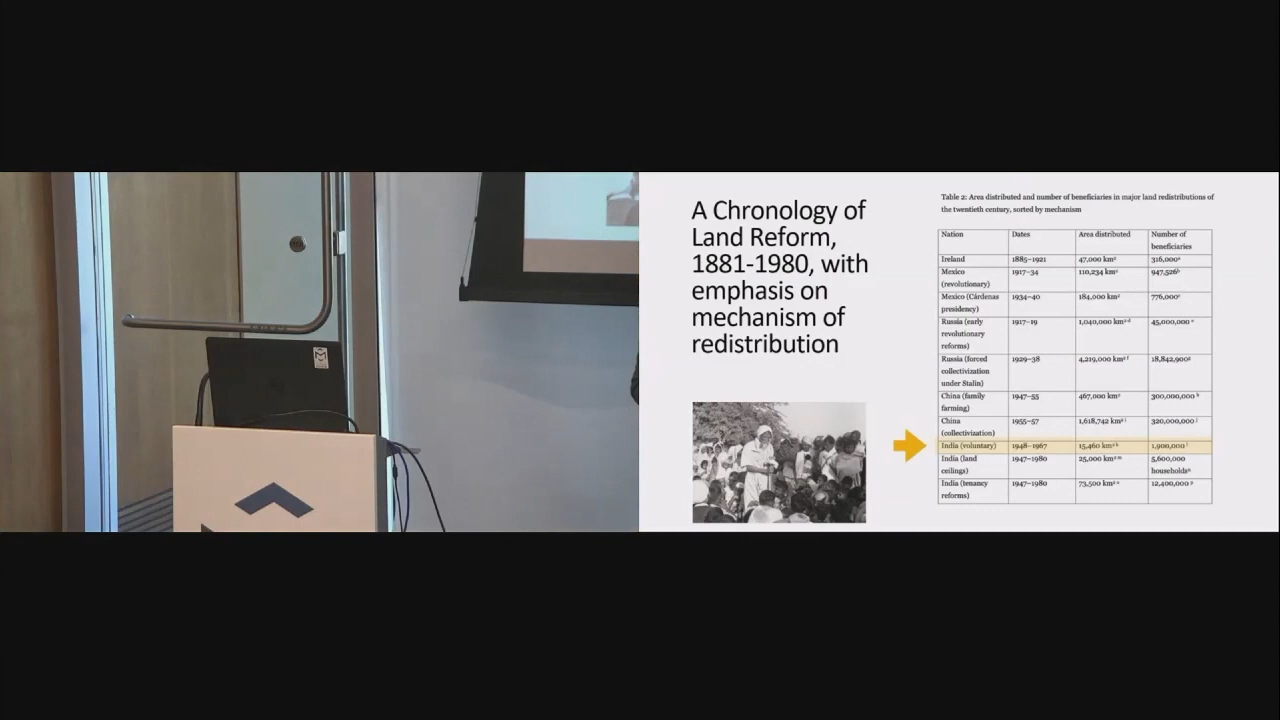 A Chronology of
Land Reform,
1881-1980, with
emphasis on
mechanism of
redistribution
Table 2: Area distributed and number of beneficiaries in major land redistributions of
the twentieth century, sorted by mechanism
Nation Dates Area distributed Number of
beneficiaries
Ireland 1885–1921 47,000 km² 316,000ᵃ
Mexico 1917–34 110,234 km² 947,526ᵇ
(revolutionary)
Mexico (Cárdenas 1934–40 184,000 km² 776,000ᶜ
presidency)
Russia (early 1917–19 1,040,000 km² ᵈ 45,000,000 ᵉ
revolutionary
reforms)
Russia (forced 1929–38 4,219,000 km² ᶠ 18,842,900ᵍ
collectivization
under Stalin)
China (family 1947–55 467,000 km² 300,000,000 ʰ
farming)
China 1955–57 1,618,742 km² ⁱ 320,000,000 ʲ
(collectivization)
India (voluntary) 1948–1967 15,460 km² ᵏ 1,900,000 ˡ
India (land 1947–1980 25,000 km² ᵐ 5,600,000
ceilings) householdsⁿ
India (tenancy 1947–1980 73,500 km² ᵒ 12,400,000 ᵖ
reforms)